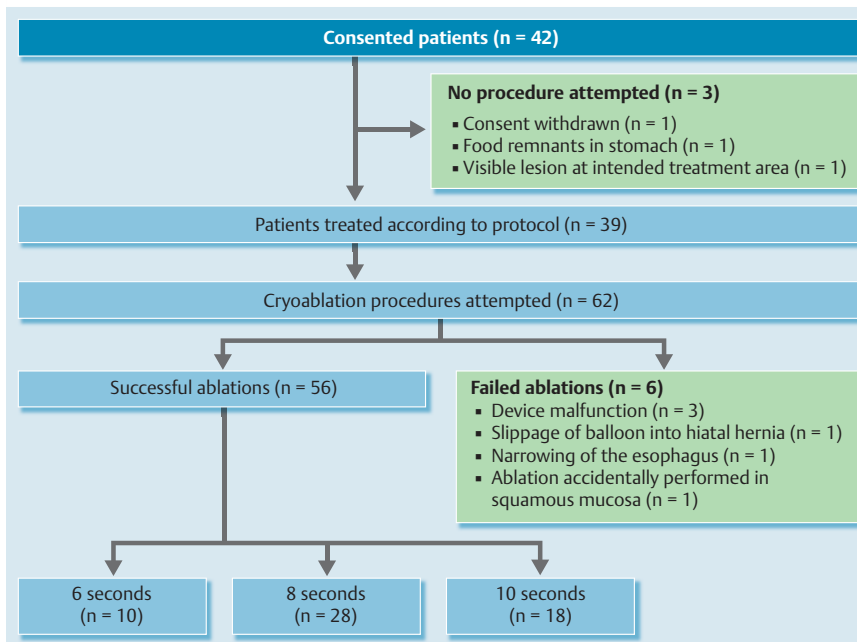 Consented patients (n = 42)
No procedure attempted (n = 3)
▪ Consent withdrawn (n = 1)
▪ Food remnants in stomach (n = 1)
▪ Visible lesion at intended treatment area (n = 1)
Patients treated according to protocol (n = 39)
Cryoablation procedures attempted (n = 62)
Successful ablations (n = 56)
Failed ablations (n = 6)
▪ Device malfunction (n = 3)
▪ Slippage of balloon into hiatal hernia (n = 1)
▪ Narrowing of the esophagus (n = 1)
▪ Ablation accidentally performed in
squamous mucosa (n = 1)
6 seconds
(n = 10)
8 seconds
(n = 28)
10 seconds
(n = 18)